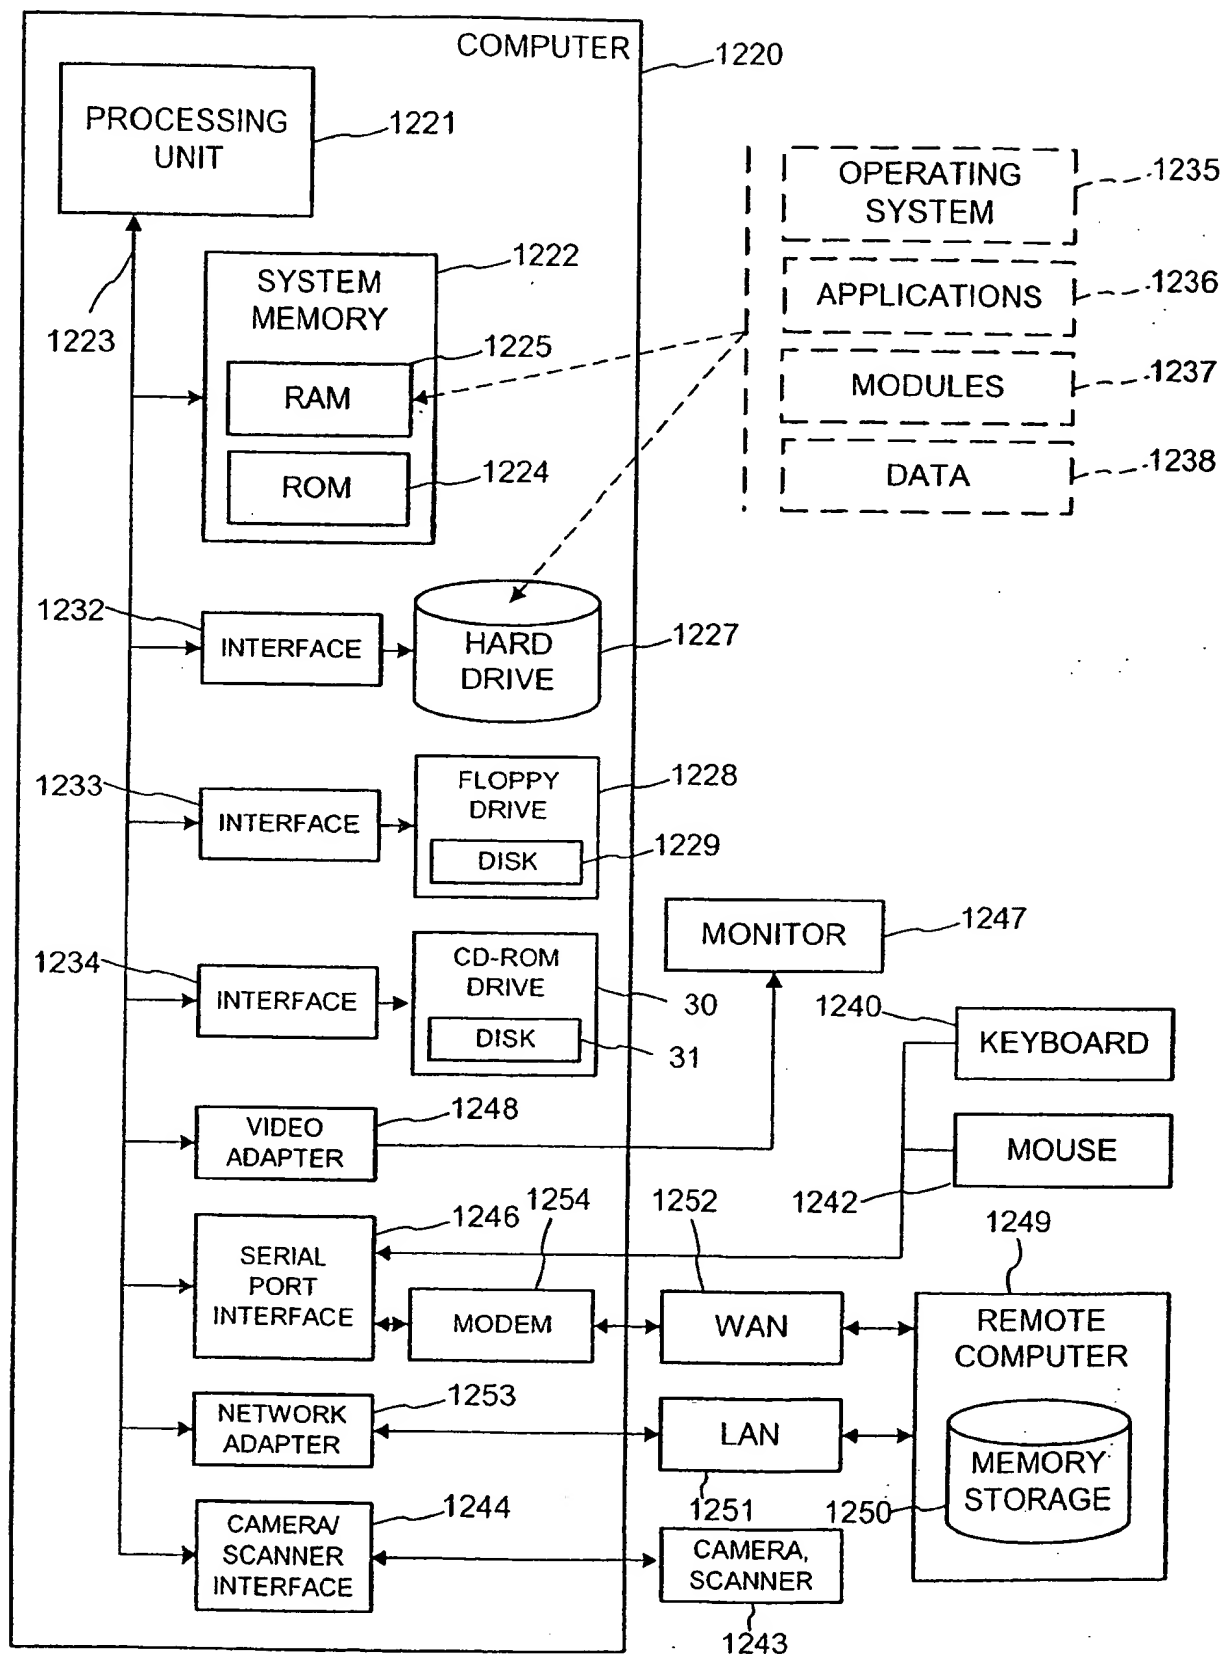 COMPUTER
1220
PROCESSING
UNIT
1221
1223
SYSTEM
MEMORY
1222
RAM
1225
ROM
1224
OPERATING
SYSTEM
1235
APPLICATIONS
1236
MODULES
1237
DATA
1238
1232
INTERFACE
HARD
DRIVE
1227
1233
INTERFACE
FLOPPY
DRIVE
1228
DISK
1229
1234
INTERFACE
CD-ROM
DRIVE
30
DISK
31
MONITOR
1247
1240
KEYBOARD
MOUSE
1242
VIDEO
ADAPTER
1248
SERIAL
PORT
INTERFACE
1246
1254
MODEM
1252
WAN
1249
REMOTE
COMPUTER
MEMORY
STORAGE
1250
NETWORK
ADAPTER
1253
LAN
1251
CAMERA/
SCANNER
INTERFACE
1244
CAMERA,
SCANNER
1243